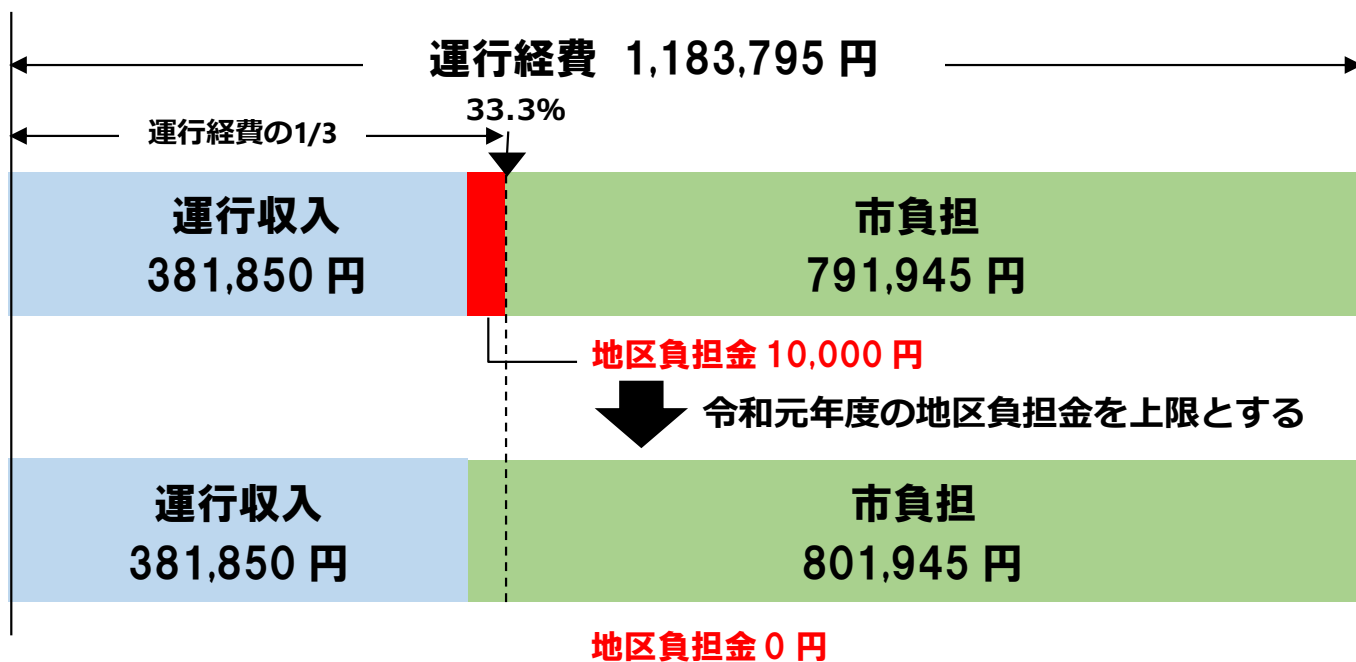 運行経費 1,183,795 円
33.3%
運行経費の1/3
運行収入
381,850 円
市負担
791,945 円
地区負担金 10,000 円
令和元年度の地区負担金を上限とする
運行収入
381,850 円
市負担
801,945 円
地区負担金 0 円